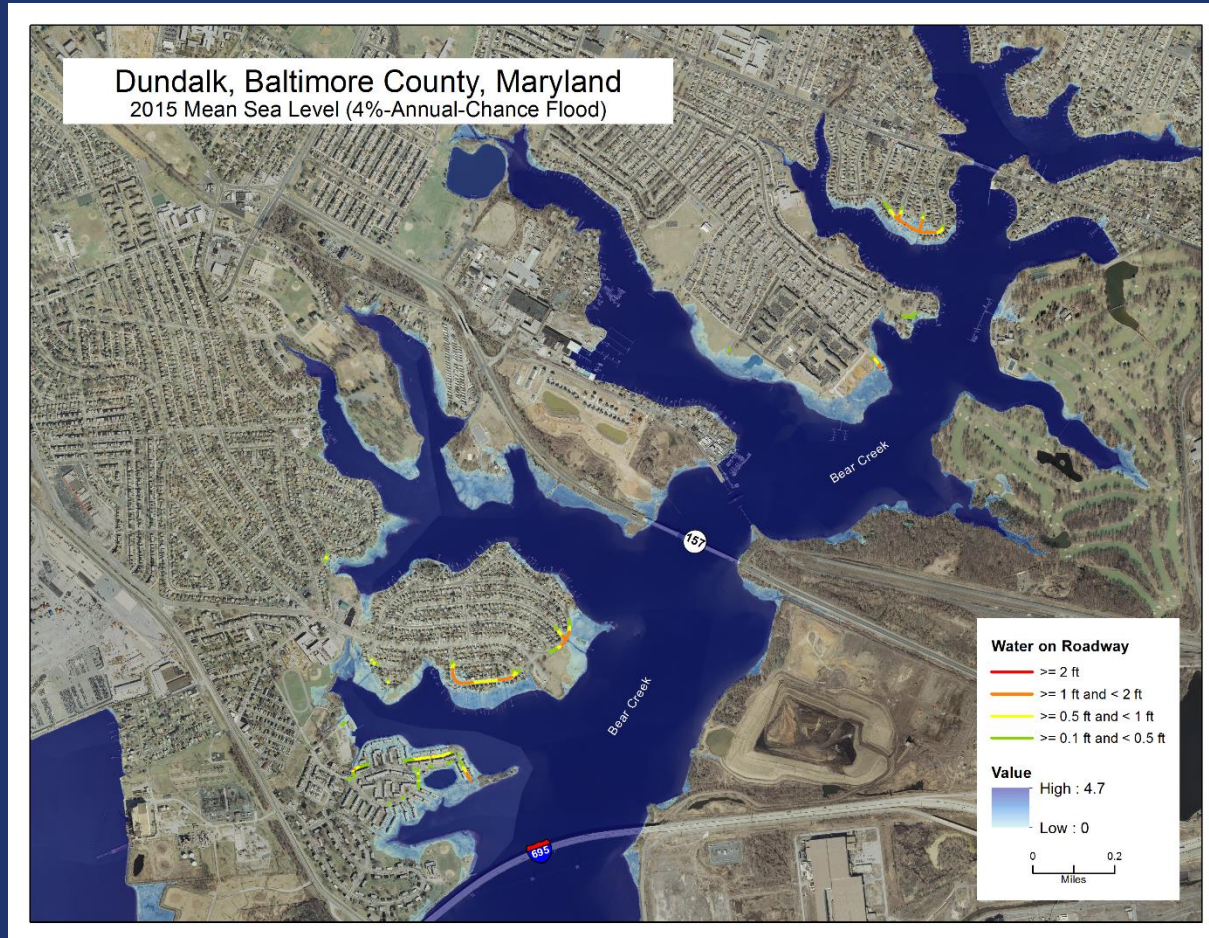 Dundalk, Baltimore County, Maryland
2015 Mean Sea Level (4%-Annual-Chance Flood)
Bear Creek
157
Bear Creek
695
Water on Roadway
>= 2 ft
>= 1 ft and < 2 ft
>= 0.5 ft and < 1 ft
>= 0.1 ft and < 0.5 ft
Value
High : 4.7
Low : 0
0 0.2
Miles